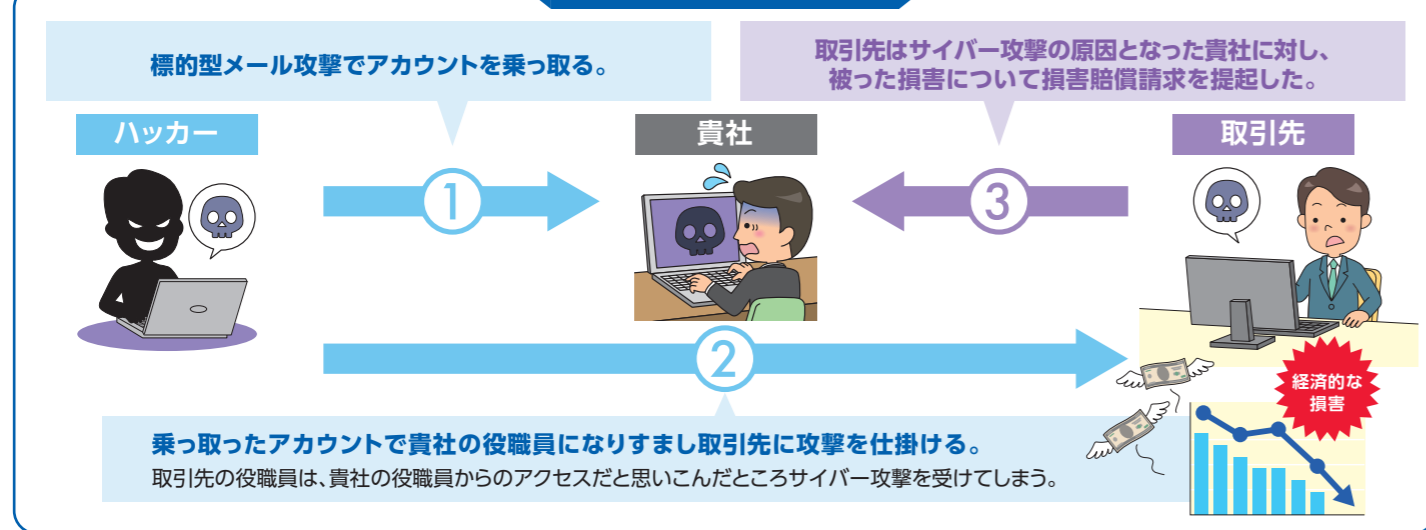 標的型メール攻撃でアカウントを乗っ取る。
取引先はサイバー攻撃の原因となった貴社に対し、
被った損害について損害賠償請求を提起した。
ハッカー
貴社
取引先
1
3
2
経済的な
損害
乗っ取ったアカウントで貴社の役職員になりすまし取引先に攻撃を仕掛ける。
取引先の役職員は、貴社の役職員からのアクセスだと思いこんだところサイバー攻撃を受けてしまう。